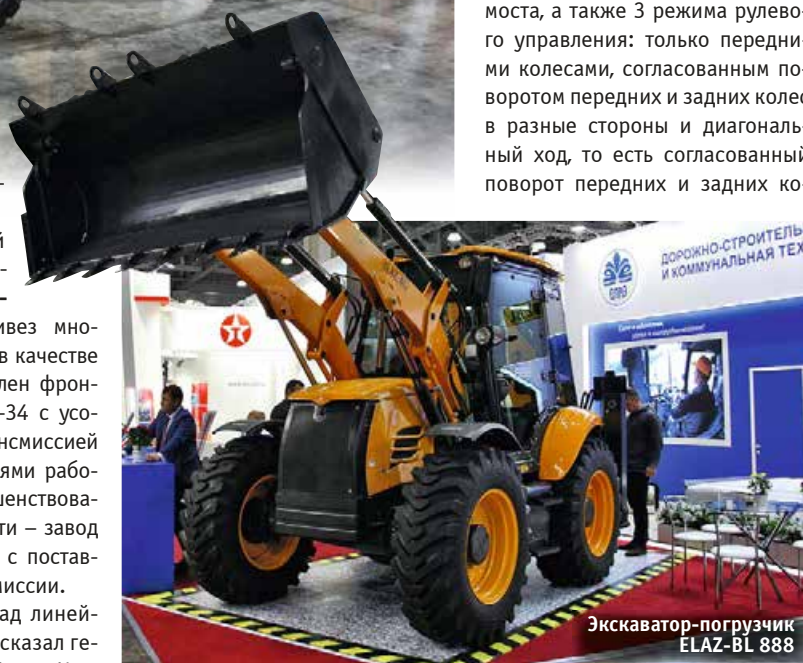 моста, а также 3 режима рулево-
го управления: только передни-
ми колесами, согласованным по-
воротом передних и задних колес
в разные стороны и диагональ-
ный ход, то есть согласованный
поворот передних и задних ко-
й
-
ивез мно-
в качестве
лен фрон-
-34 с усо-
нсмиссией
ями рабо-
шенствова-
ти – завод
с постав-
миссии.
ад линей-
сказал ге-
ДОРОЖНО-СТРОИТЕЛЬ
И КОММУНАЛЬНАЯ ТЕХ
ЕЛАЗ
Экскаватор-погрузчик
ELAZ-BL 888